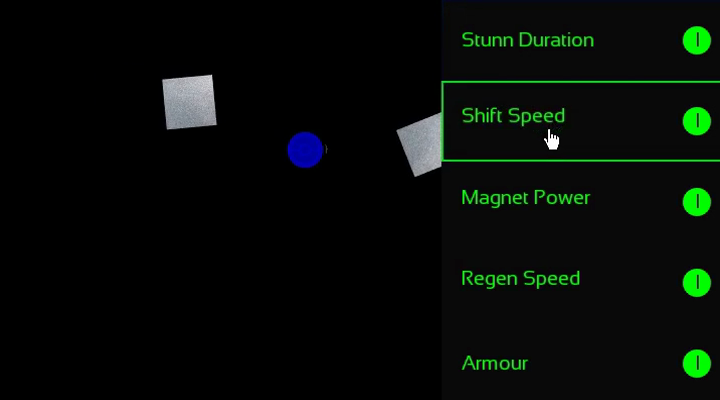 Stunn Duration
Shift Speed
Magnet Power
Regen Speed
Armour